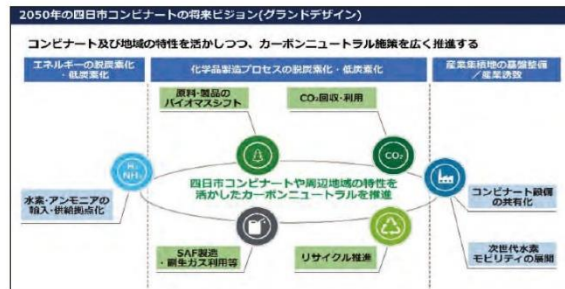 2050年の四日市コンビナートの将来ビジョン(グランドデザイン)
コンビナート及び地域の特性を活かしつつ、カーボンニュートラル施策を広く推進する
エネルギーの脱炭素化
・低炭素化
化学品製造プロセスの脱炭素化・低炭素化
産業集積地の基盤整備
／産業誘致
原料・製品の
バイオマスシフト
CO₂回収・利用
H₂
NH₃
CO₂
四日市コンビナートや周辺地域の特性を
活かしたカーボンニュートラルを推進
水素・アンモニアの
輸入・供給拠点化
コンビナート設備
の共有化
SAF製造
・副生ガス利用等
リサイクル推進
次世代水素
モビリティの展開